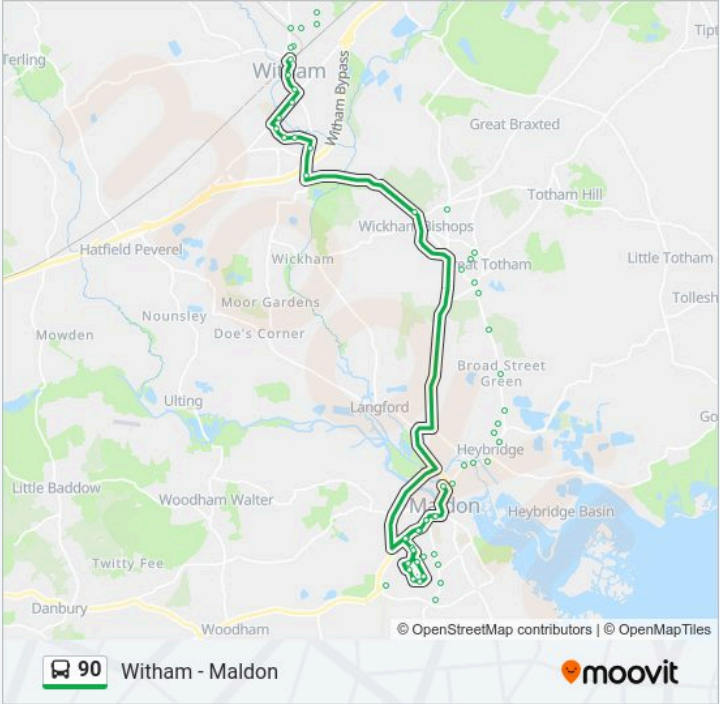 Tipt
Terling
Witham
Witham Bypass
Great Braxted
Totham Hill
Wickham Bishops
Hatfield Peverel
Wickham
eat Totham
Little Totham
Moor Gardens
Tollesh
Nounsley
Doe's Corner
Mowden
Broad Street
Green
Ulting
Langford
Go
Heybridge
Little Baddow
Woodham Walter
Maldon
Heybridge Basin
Twitty Fee
Danbury
Woodham
© OpenStreetMap contributors | © OpenMapTiles
90 Witham - Maldon
moovit